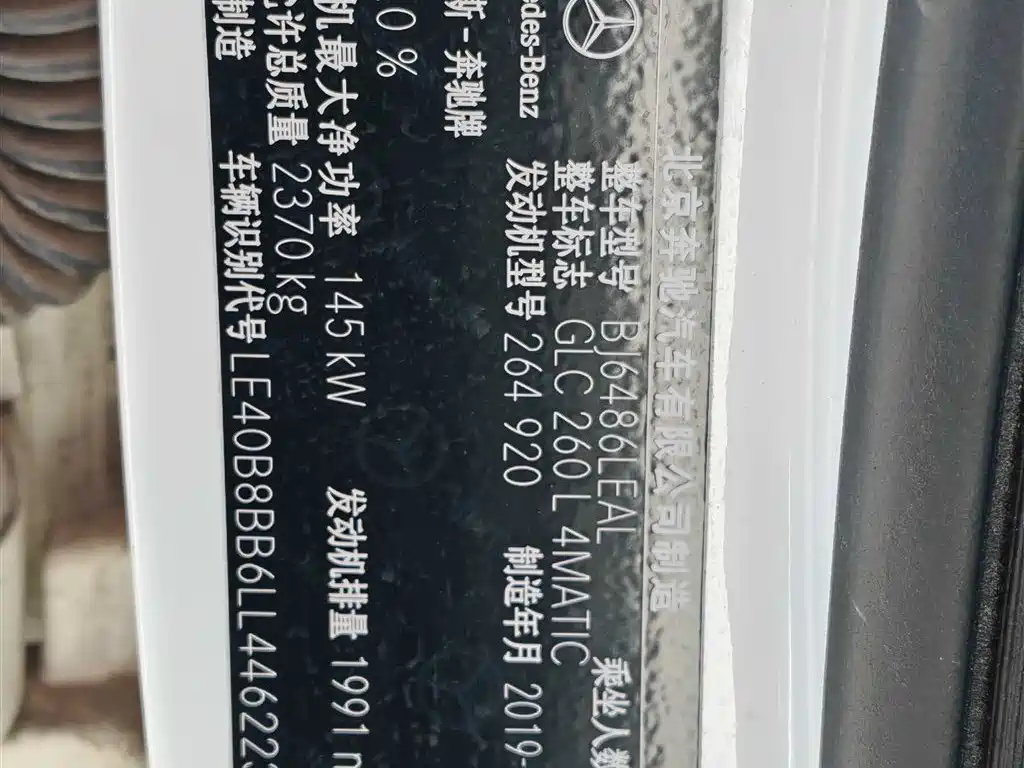 北京奔驰汽车有限公司制造
整车型号 BJ6486LEAL 乘坐人数
整车标志 GLC 260 L 4MATIC
发动机型号 264 920 制造年月 2019-
edes-Benz
斯-奔驰牌
0 %
机最大净功率 145 kW 发动机排量 1991 m
许总质量 2370 kg
制造
车辆识别代号 LE40B8BB6LL44622